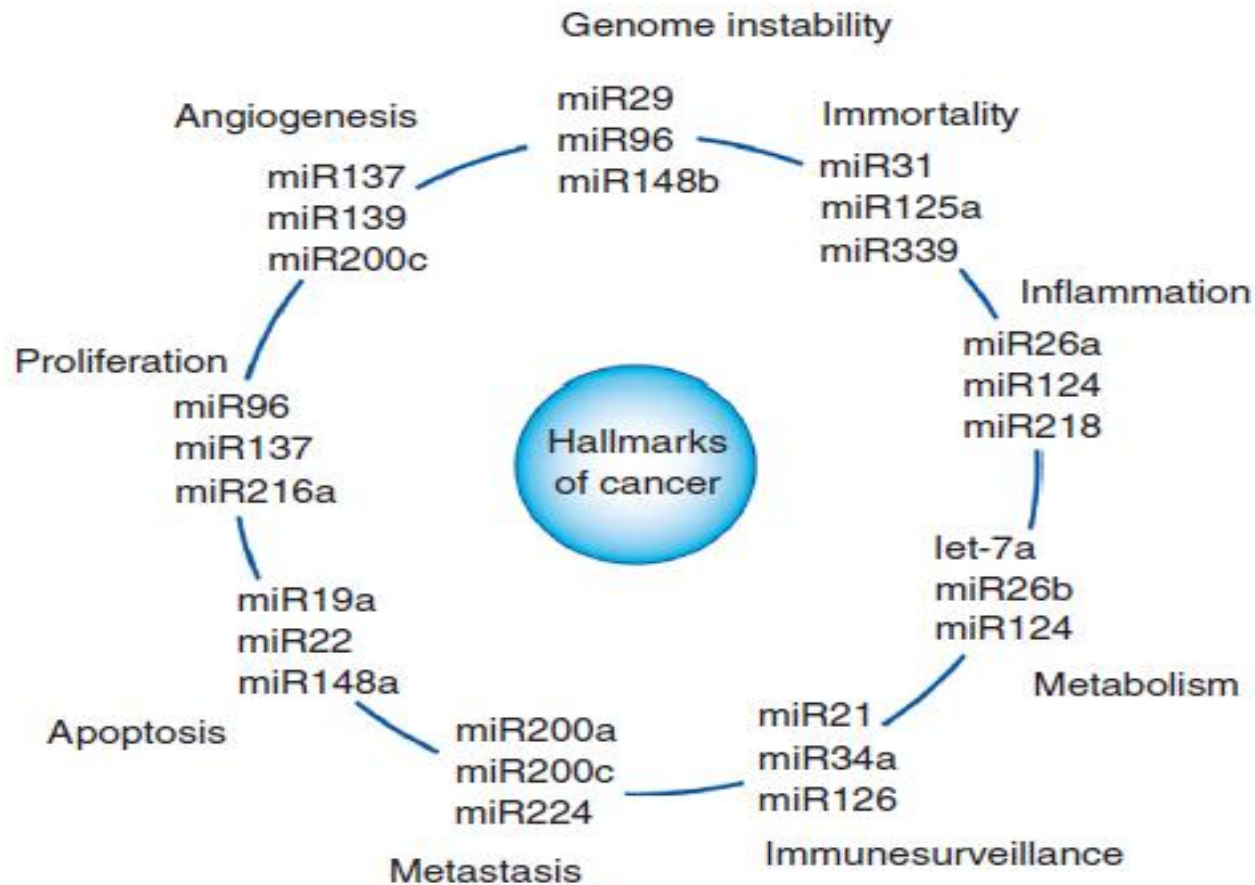 Genome instability
miR29
miR96
miR148b
Immortality
miR31
miR125a
miR339
Inflammation
miR26a
miR124
miR218
let-7a
miR26b
miR124
Metabolism
miR21
miR34a
miR126
Immunesurveillance
miR200a
miR200c
miR224
Metastasis
miR19a
miR22
miR148a
Apoptosis
Proliferation
miR96
miR137
miR216a
Angiogenesis
miR137
miR139
miR200c
Hallmarks
of cancer